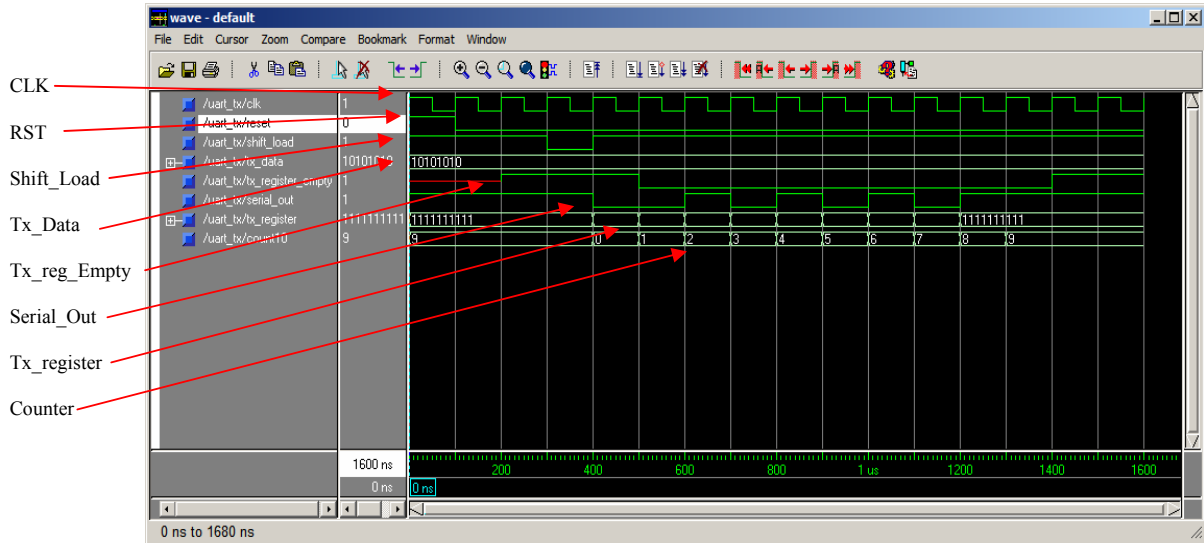 wave - default
File Edit Cursor Zoom Compare Bookmark Format Window
CLK
RST
Shift_Load
Tx_Data
Tx_reg_Empty
Serial_Out
Tx_register
Counter
/uart_tx/clk 1
/uart_tx/reset 0
/uart_tx/shift_load 1
/uart_tx/tx_data 10101010 10101010
/uart_tx/tx_register_empty 1
/uart_tx/serial_out 1
/uart_tx/tx_register 1111111111 1111111111 1111111111
/uart_tx/count10 9 9 0 1 2 3 4 5 6 7 8 9
1600 ns 200 400 600 800 1 us 1200 1400 1600
0 ns 0 ns
0 ns to 1680 ns